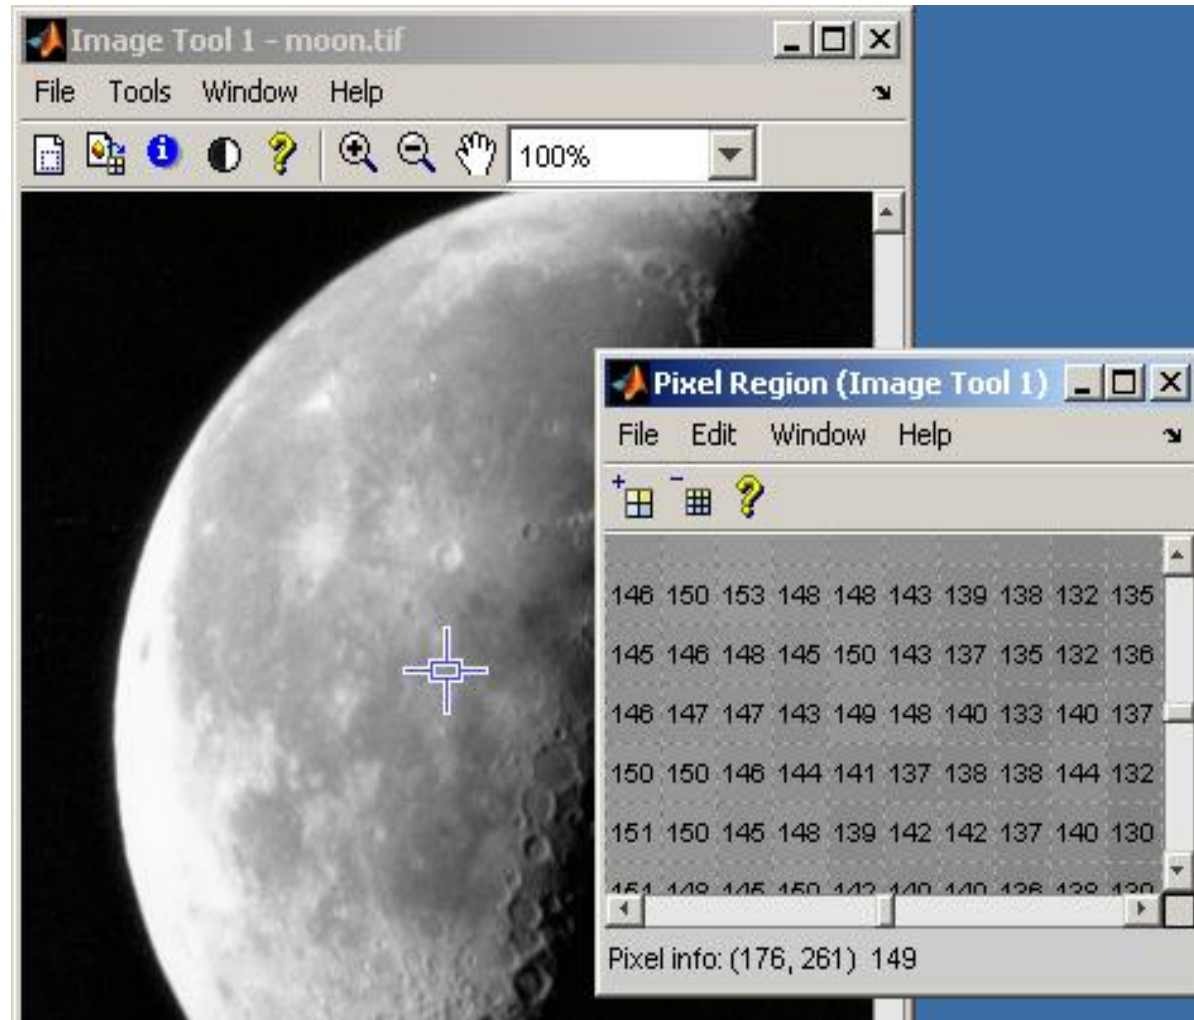 Image Tool 1 - moon.tif
File Tools Window Help
100%
Pixel Region (Image Tool 1)
File Edit Window Help
146 150 153 148 148 143 139 138 132 135
145 146 148 145 150 143 137 135 132 136
146 147 147 143 149 148 140 133 140 137
150 150 146 144 141 137 138 138 144 132
151 150 145 148 139 142 142 137 140 130
Pixel info: (176, 261) 149